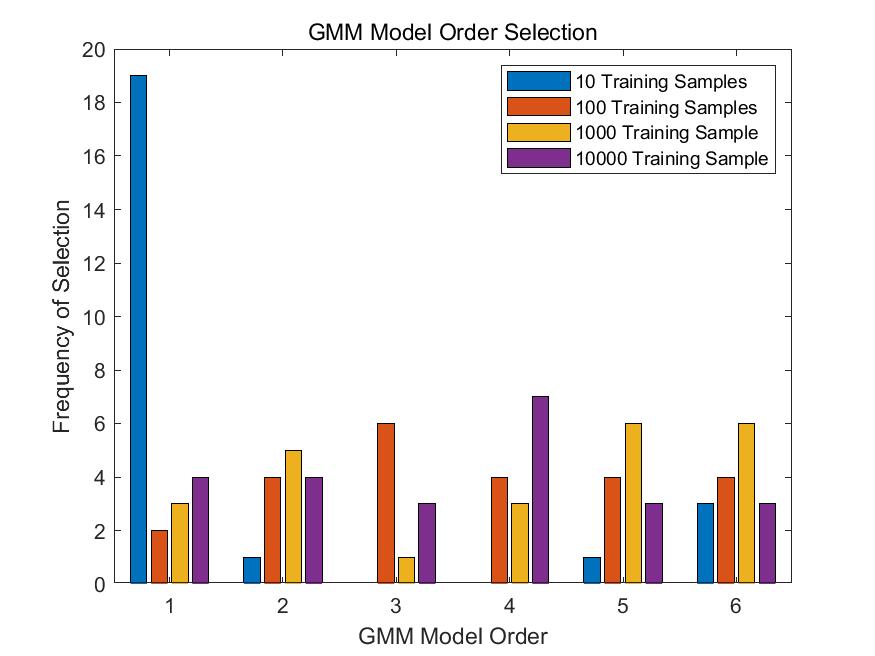 GMM Model Order Selection
20
18
16
14
12
10
8
6
4
2
0
Frequency of Selection
10 Training Samples
100 Training Samples
1000 Training Sample
10000 Training Sample
1 2 3 4 5 6
GMM Model Order